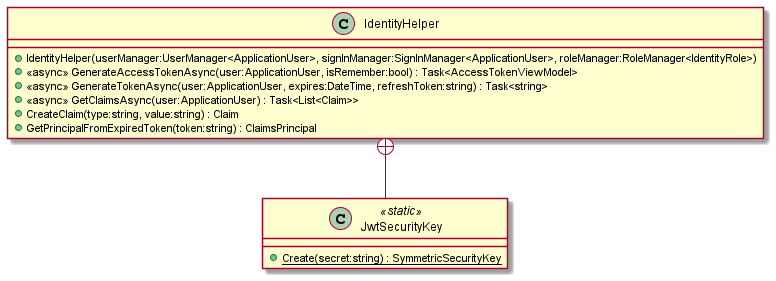 C IdentityHelper
IdentityHelper(userManager:UserManager<ApplicationUser>, signInManager:SignInManager<ApplicationUser>, roleManager:RoleManager<IdentityRole>)
«async» GenerateAccessTokenAsync(user:ApplicationUser, isRemember:bool) : Task<AccessTokenViewModel>
«async» GenerateTokenAsync(user:ApplicationUser, expires:DateTime, refreshToken:string) : Task<string>
«async» GetClaimsAsync(user:ApplicationUser) : Task<List<Claim>>
CreateClaim(type:string, value:string) : Claim
GetPrincipalFromExpiredToken(token:string) : ClaimsPrincipal
«static»
C JwtSecurityKey
Create(secret:string) : SymmetricSecurityKey